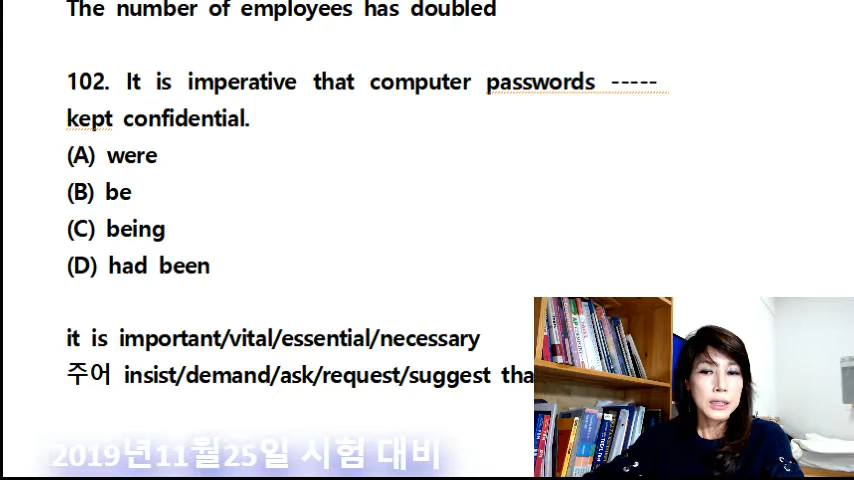 The number of employees has doubled
102. It is imperative that computer passwords -----
kept confidential.
(A) were
(B) be
(C) being
(D) had been
it is important/vital/essential/necessary
주어 insist/demand/ask/request/suggest tha
2019년11월25일 시험 대비